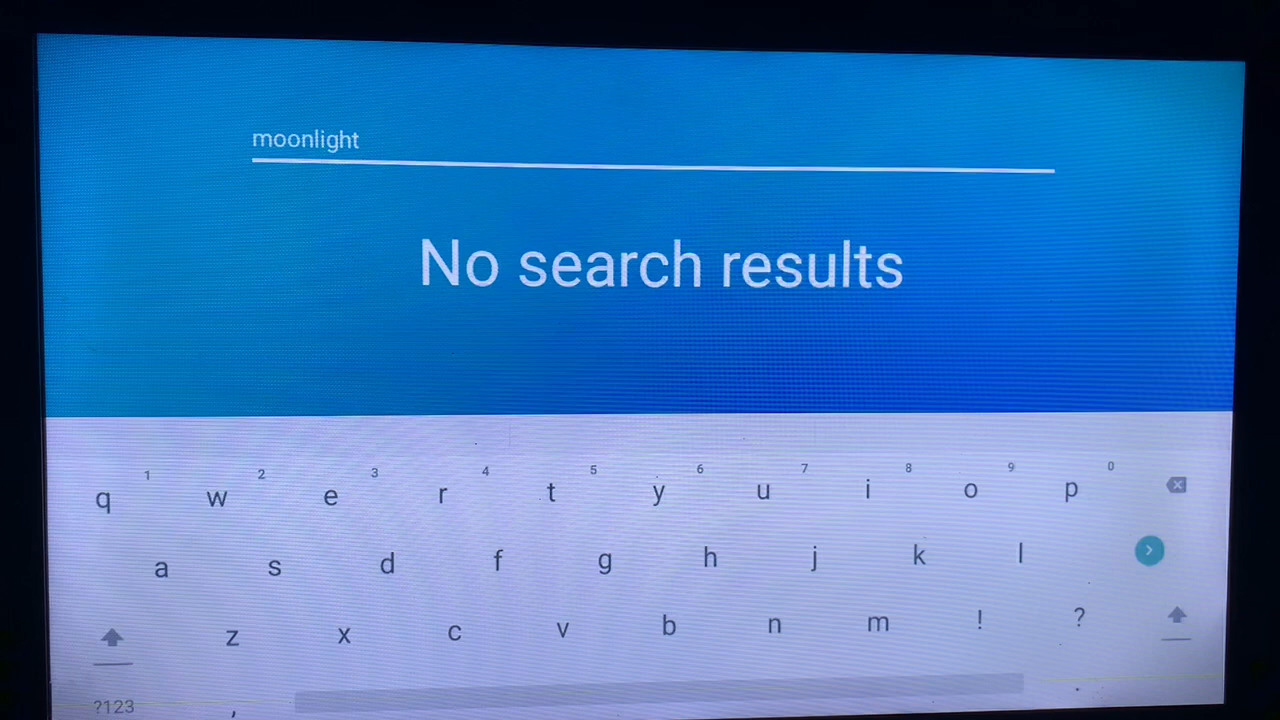 moonlight
No search results
1 2 3 4 5 6 7 8 9 0
q w e r t y u i o p
a s d f g h j k l
z x c v b n m ! ?
?123 , .